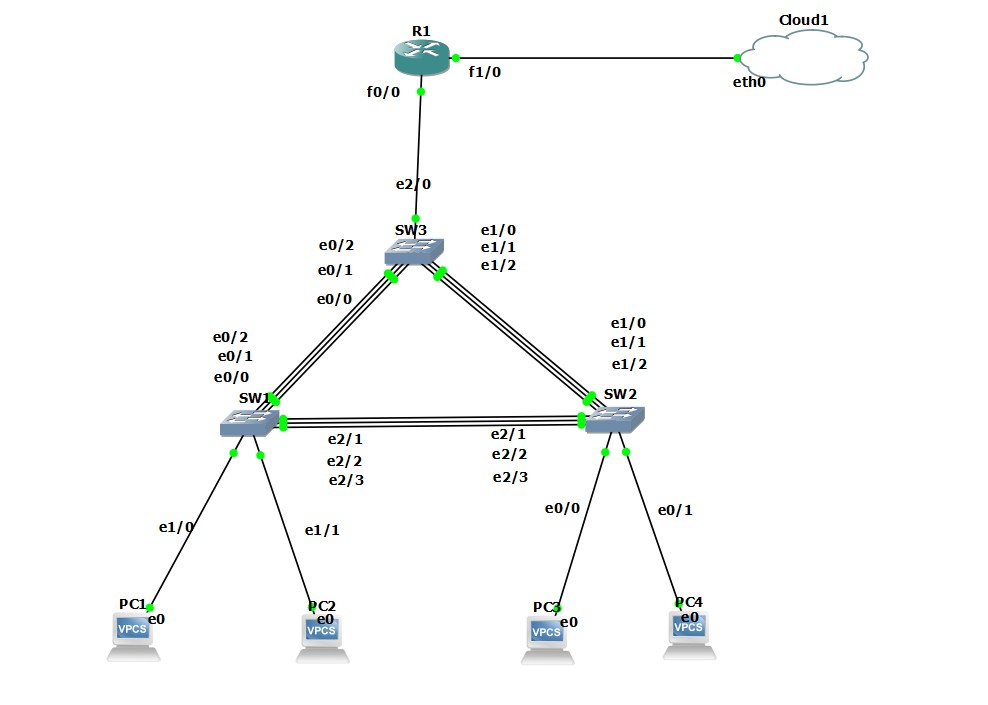 Cloud1
R1
f1/0
eth0
f0/0
e2/0
SW3
e1/0
e1/1
e1/2
e0/2
e0/1
e0/0
e0/2
e0/1
e0/0
e1/0
e1/1
e1/2
SW1
SW2
e2/1
e2/2
e2/3
e2/1
e2/2
e2/3
e1/0
e1/1
e0/0
e0/1
PC1
e0
VPCS
PC2
e0
VPCS
PC3
e0
VPCS
PC4
e0
VPCS